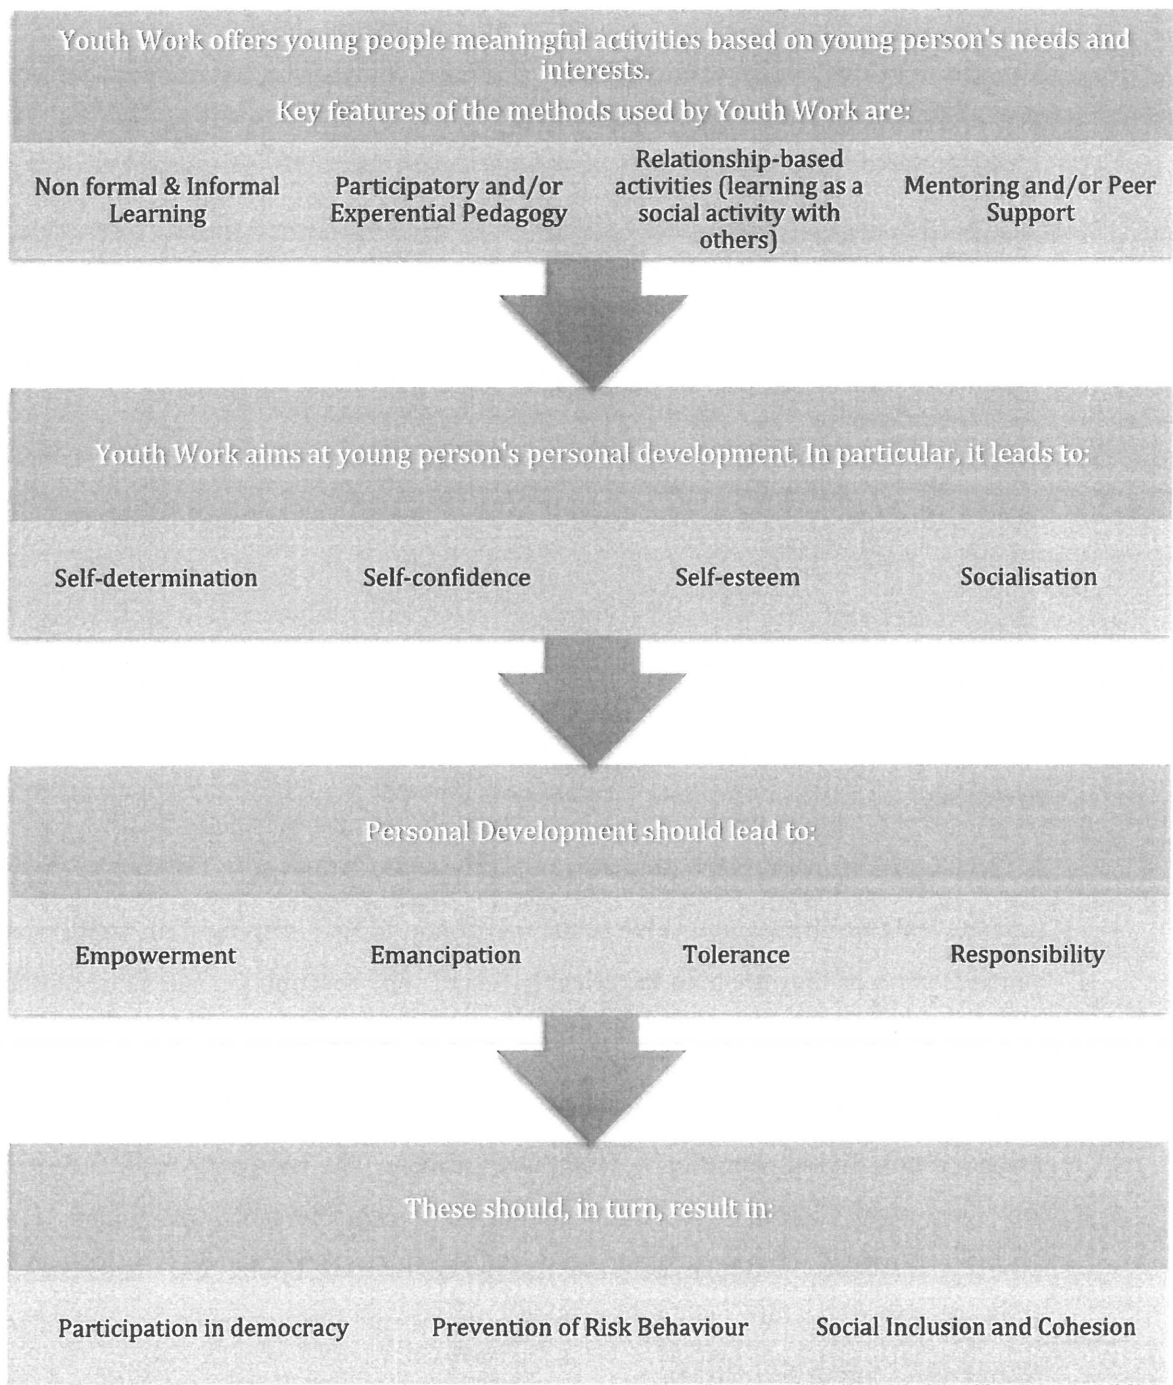 Youth Work offers young people meaningful activities based on young person's needs and
interests.
Key features of the methods used by Youth Work are:
Non formal & Informal
Learning
Participatory and/or
Experential Pedagogy
Relationship-based
activities (learning as a
social activity with
others)
Mentoring and/or Peer
Support
Youth Work aims at young person's personal development. In particular, it leads to:
Self-determination
Self-confidence
Self-esteem
Socialisation
Personal Development should lead to:
Empowerment
Emancipation
Tolerance
Responsibility
These should, in turn, result in:
Participation in democracy
Prevention of Risk Behaviour
Social Inclusion and Cohesion